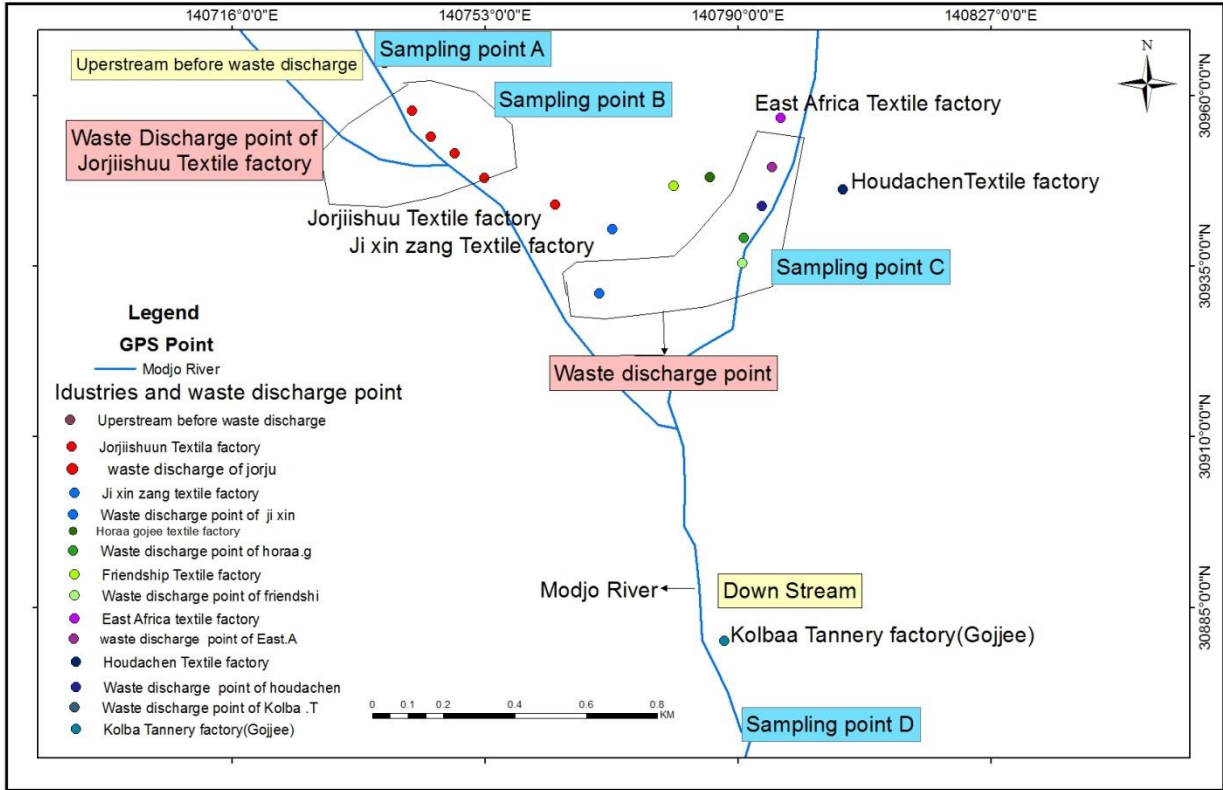 140716°0'0"E
140753°0'0"E
140790°0'0"E
140827°0'0"E
Sampling point A
Uperstream before waste discharge
N
Sampling point B
East Africa Textile factory
30960°0'0"N
Waste Discharge point of
Jorjiishuu Textile factory
HoudachenTextile factory
Jorjiishuu Textile factory
Ji xin zang Textile factory
Sampling point C
30935°0'0"N
Legend
GPS Point
Modjo River
Waste discharge point
Idustries and waste discharge point
Uperstream before waste discharge
30910°0'0"N
Jorjiishuun Textila factory
waste discharge of jorju
Ji xin zang textile factory
Waste discharge point of ji xin
Horaa gojee textile factory
Waste discharge point of horaa.g
Friendship Textile factory
Waste discharge point of friendshi
East Africa textile factory
waste discharge point of East.A
Houdachen Textile factory
Waste discharge point of houdachen
Waste discharge point of Kolba .T
Kolba Tannery factory(Gojjee)
Modjo River
Down Stream
30885°0'0"N
Kolbaa Tannery factory(Gojjee)
0 0.1 0.2 0.4 0.6 0.8
KM
Sampling point D